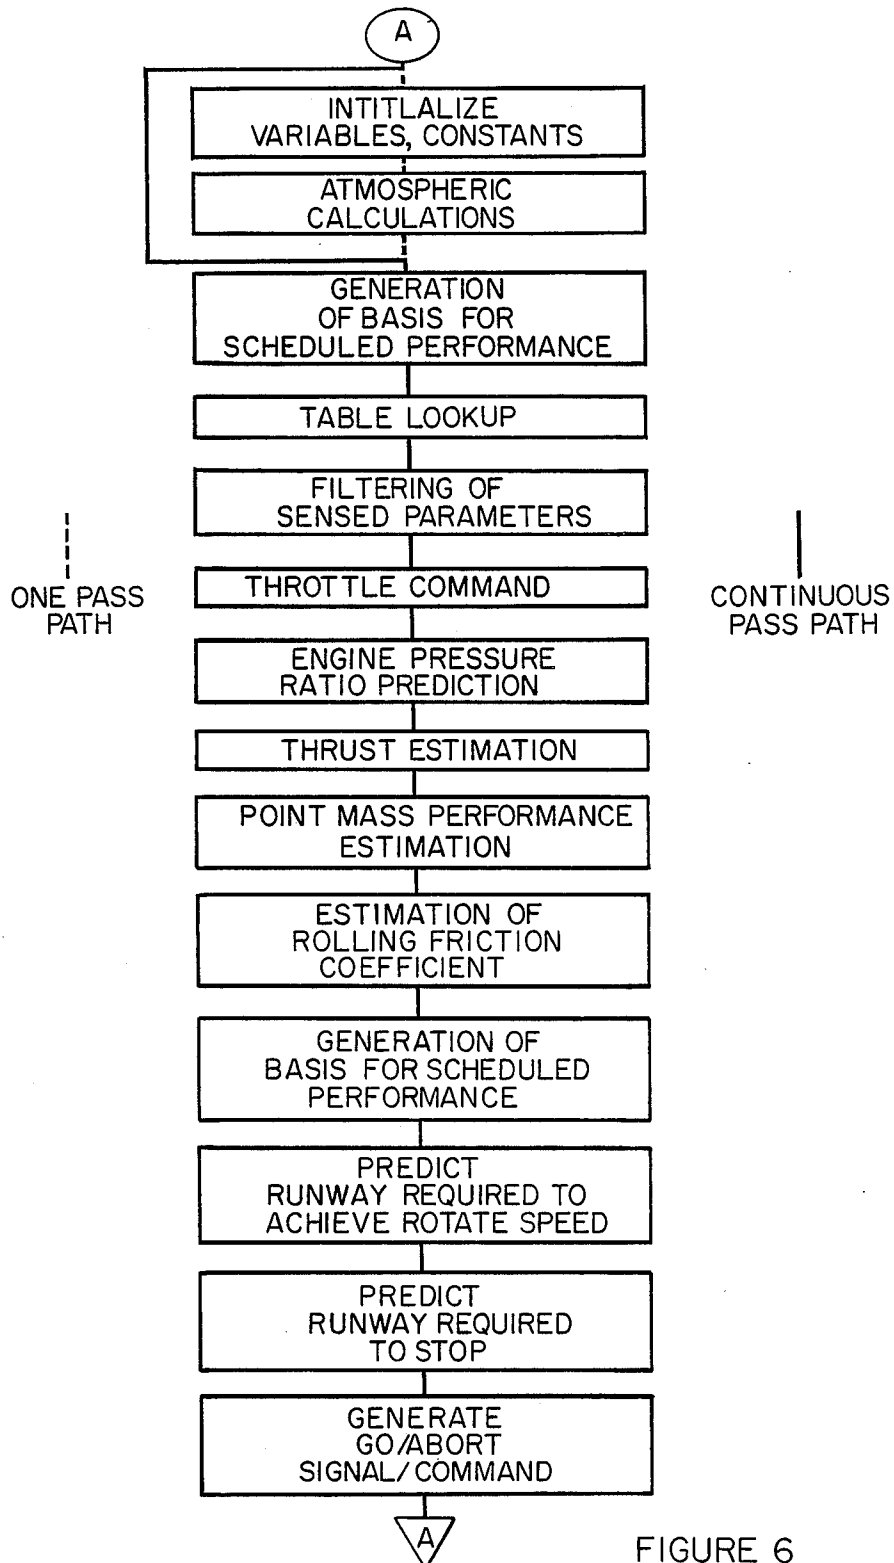 A
INTITLALIZE
VARIABLES, CONSTANTS
ATMOSPHERIC
CALCULATIONS
GENERATION
OF BASIS FOR
SCHEDULED PERFORMANCE
TABLE LOOKUP
FILTERING OF
SENSED PARAMETERS
ONE PASS
PATH
THROTTLE COMMAND
CONTINUOUS
PASS PATH
ENGINE PRESSURE
RATIO PREDICTION
THRUST ESTIMATION
POINT MASS PERFORMANCE
ESTIMATION
ESTIMATION OF
ROLLING FRICTION
COEFFICIENT
GENERATION OF
BASIS FOR SCHEDULED
PERFORMANCE
PREDICT
RUNWAY REQUIRED TO
ACHIEVE ROTATE SPEED
PREDICT
RUNWAY REQUIRED
TO STOP
GENERATE
GO/ABORT
SIGNAL/COMMAND
A
FIGURE 6